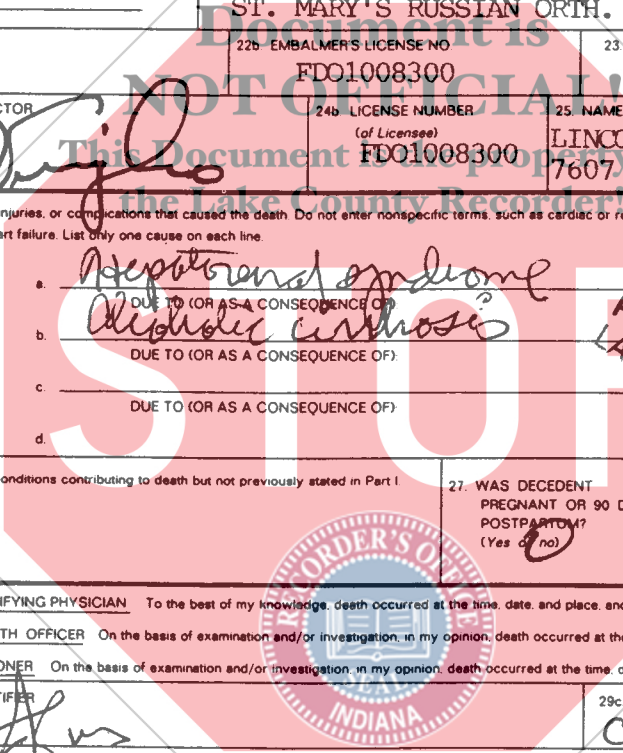 ST. MARY'S RUSSIAN ORTH.
Document is
22b EMBALMER'S LICENSE NO. 23
FDO1008300
NOT OFFICIAL!
CTOR 24b LICENSE NUMBER 25. NAME
(of Licensee) LINCO
FDO1008300
This Document is the property
7607
the Lake County Recorder!
njuries, or complications that caused the death. Do not enter nonspecific terms, such as cardiac or re
art failure. List only one cause on each line.
a. Hepatorenal syndrome
DUE TO (OR AS A CONSEQUENCE OF)
b. Alcoholic cirrhosis
DUE TO (OR AS A CONSEQUENCE OF):
c.
DUE TO (OR AS A CONSEQUENCE OF)
d.
STOP
onditions contributing to death but not previously stated in Part I.
27. WAS DECEDENT
PREGNANT OR 90 D
POSTPARTUM?
(Yes or no)
RECORDER'S OFFICE
IFYING PHYSICIAN To the best of my knowledge, death occurred at the time, date, and place, and
TH OFFICER On the basis of examination and/or investigation, in my opinion, death occurred at the
ONER On the basis of examination and/or investigation, in my opinion, death occurred at the time, d
SEAL
INDIANA
TIFIER 29c